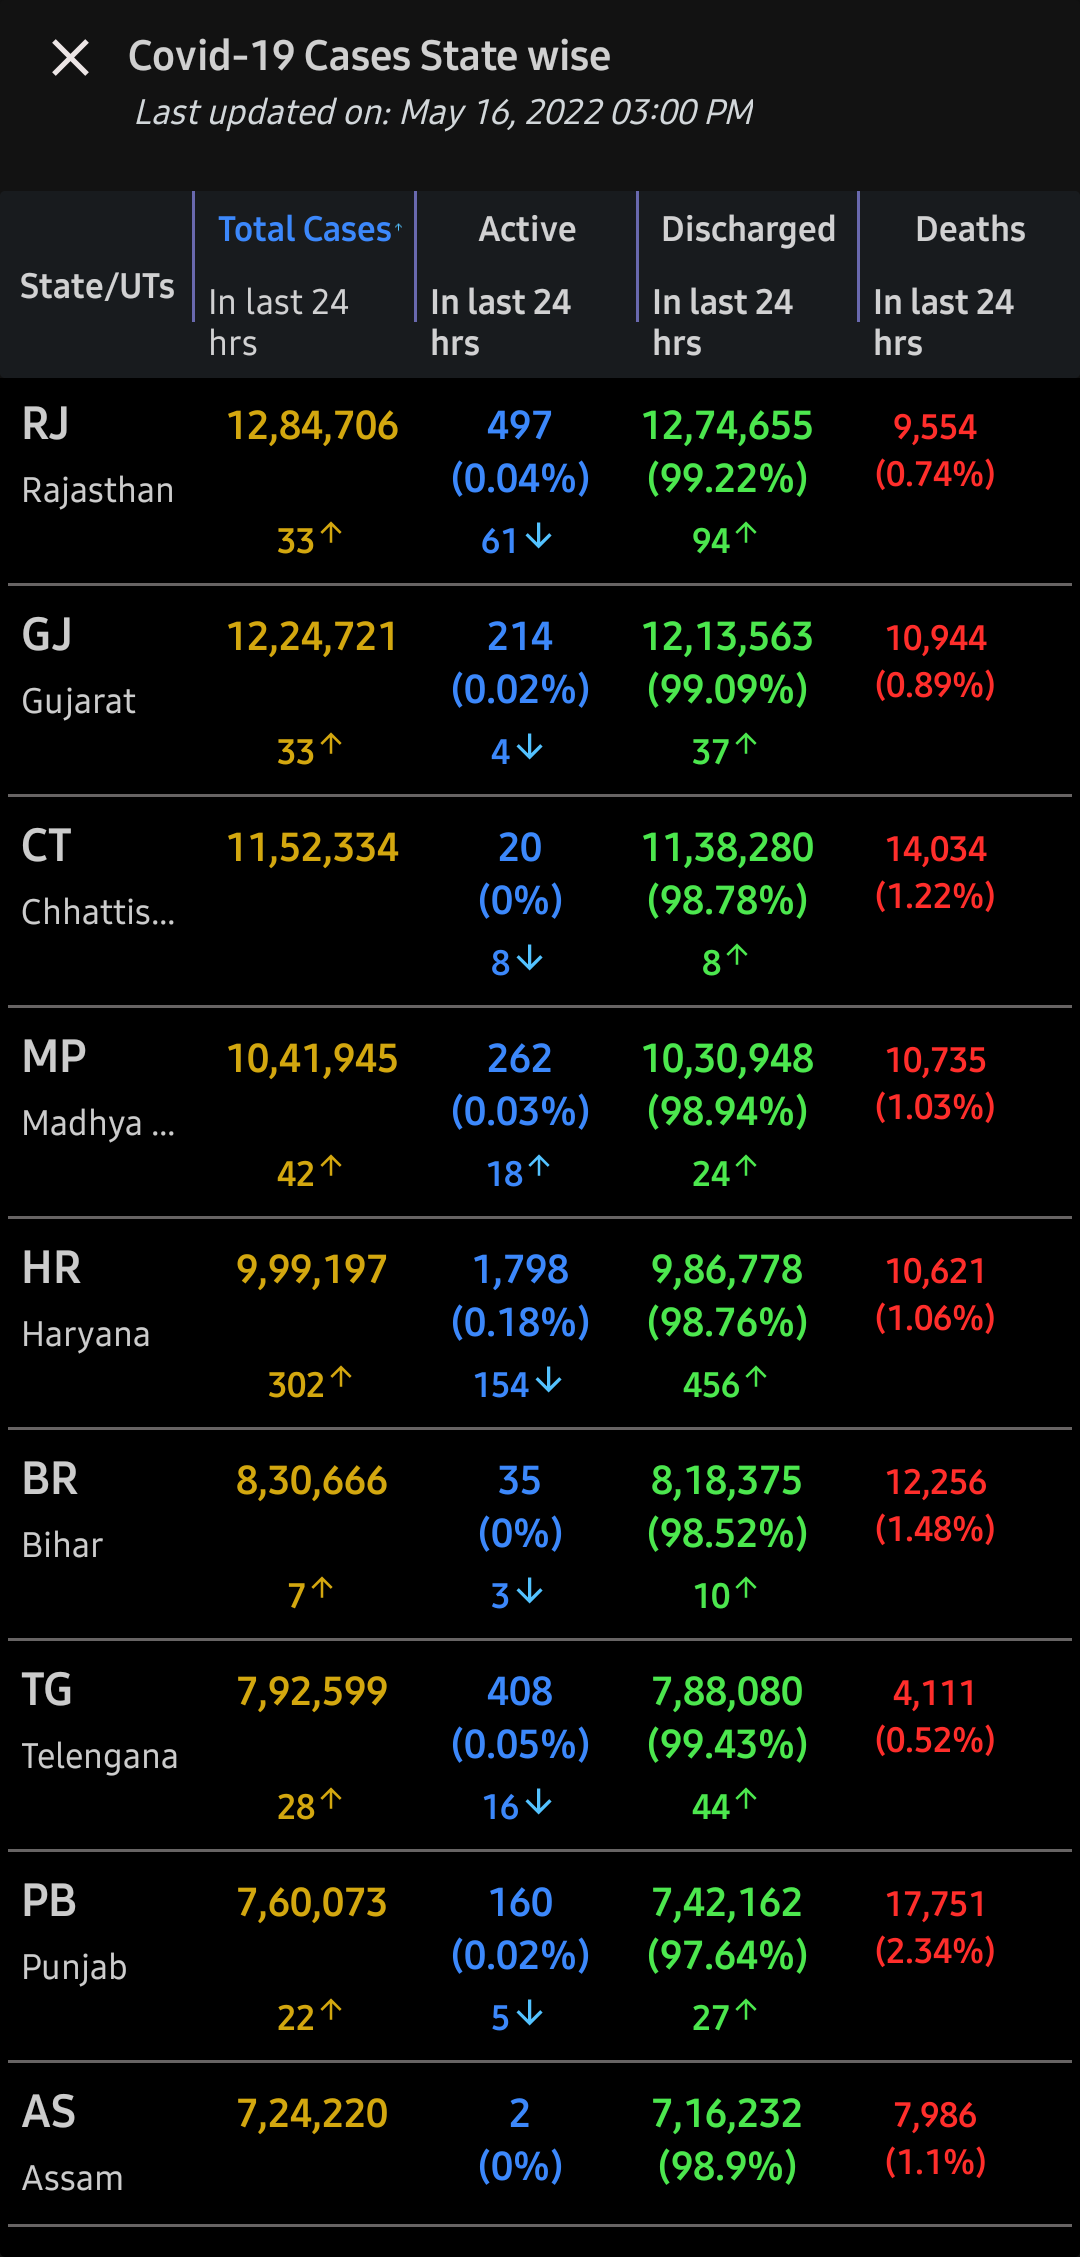 Covid-19 Cases State wise
Last updated on: May 16, 2022 03:00 PM
State/UTs
Total Cases↑ Active Discharged Deaths
In last 24 hrs In last 24 hrs In last 24 hrs In last 24 hrs
RJ 12,84,706 497 12,74,655 9,554
Rajasthan (0.04%) (99.22%) (0.74%)
33↑ 61↓ 94↑
GJ 12,24,721 214 12,13,563 10,944
Gujarat (0.02%) (99.09%) (0.89%)
33↑ 4↓ 37↑
CT 11,52,334 20 11,38,280 14,034
Chhattis... (0%) (98.78%) (1.22%)
8↓ 8↑
MP 10,41,945 262 10,30,948 10,735
Madhya ... (0.03%) (98.94%) (1.03%)
42↑ 18↑ 24↑
HR 9,99,197 1,798 9,86,778 10,621
Haryana (0.18%) (98.76%) (1.06%)
302↑ 154↓ 456↑
BR 8,30,666 35 8,18,375 12,256
Bihar (0%) (98.52%) (1.48%)
7↑ 3↓ 10↑
TG 7,92,599 408 7,88,080 4,111
Telengana (0.05%) (99.43%) (0.52%)
28↑ 16↓ 44↑
PB 7,60,073 160 7,42,162 17,751
Punjab (0.02%) (97.64%) (2.34%)
22↑ 5↓ 27↑
AS 7,24,220 2 7,16,232 7,986
Assam (0%) (98.9%) (1.1%)